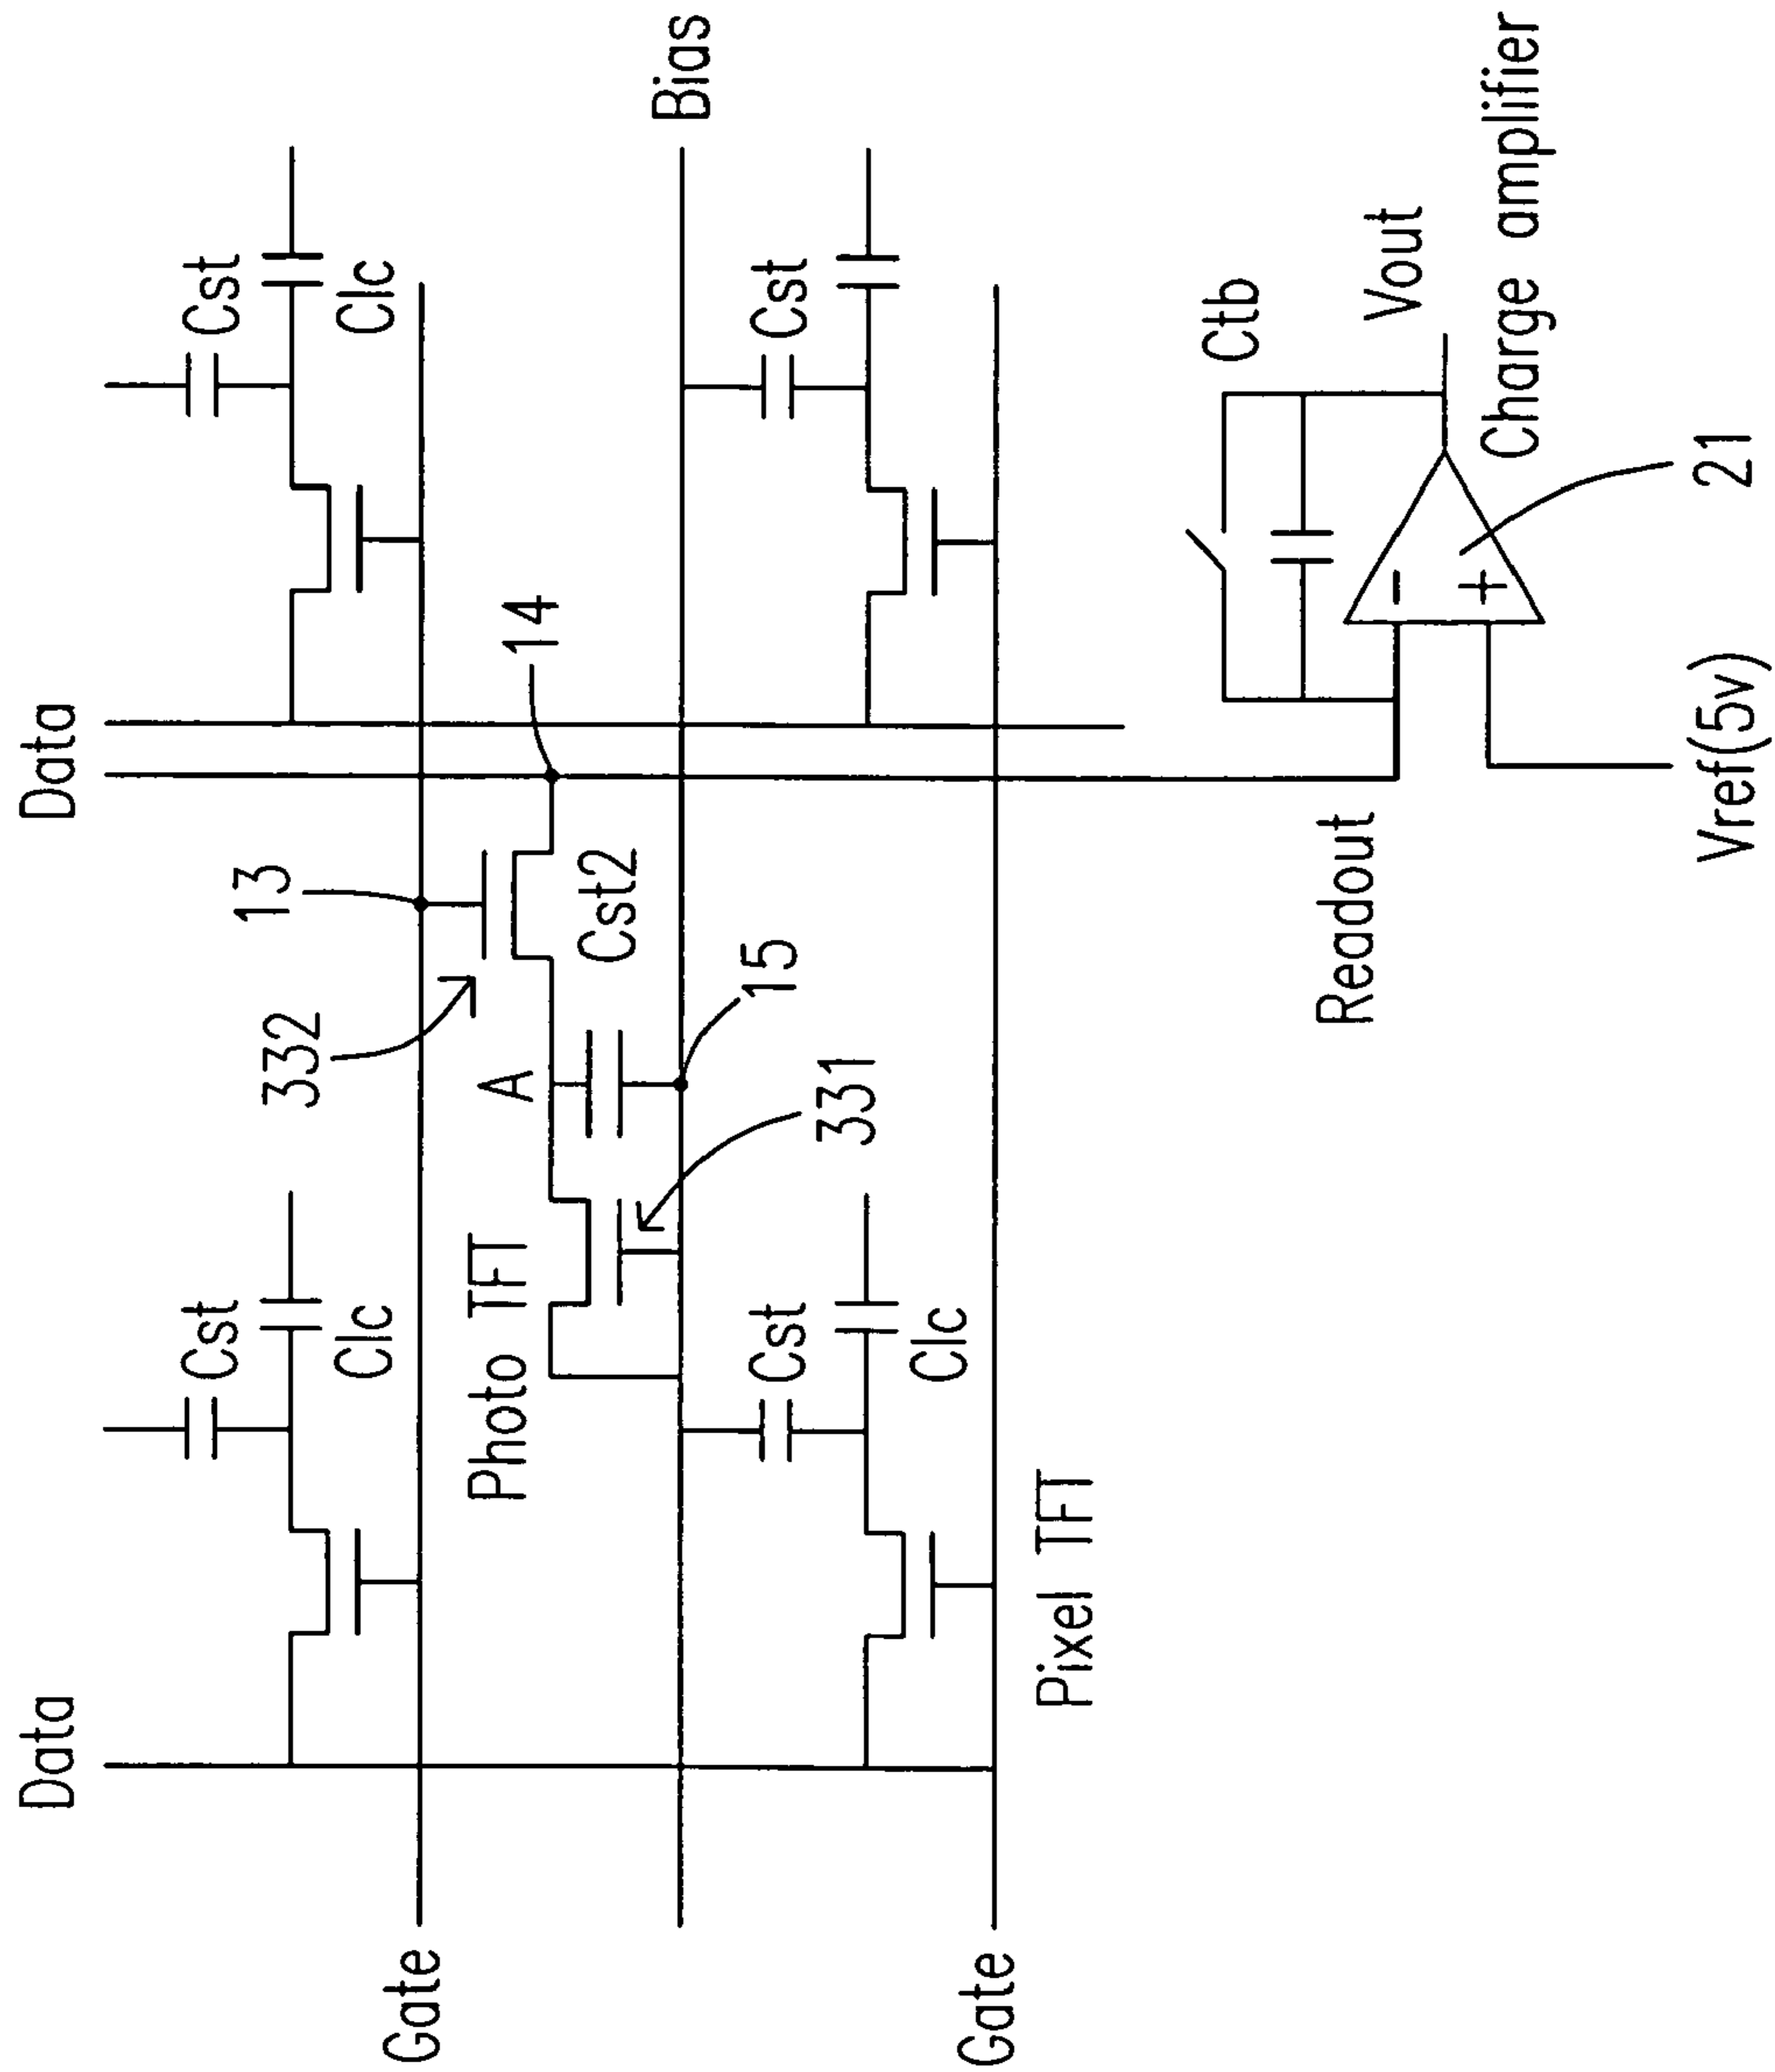 Data
Data
Cst
Cst
13
332
Clc
Clc
Gate
Photo TFT
A
14
Cst2
Bias
15
Cst
Cst
331
Clc
Gate
Pixel TFT
Ctb
Readout
Vout
−
+
Charge amplifier
Vref(5v)
21